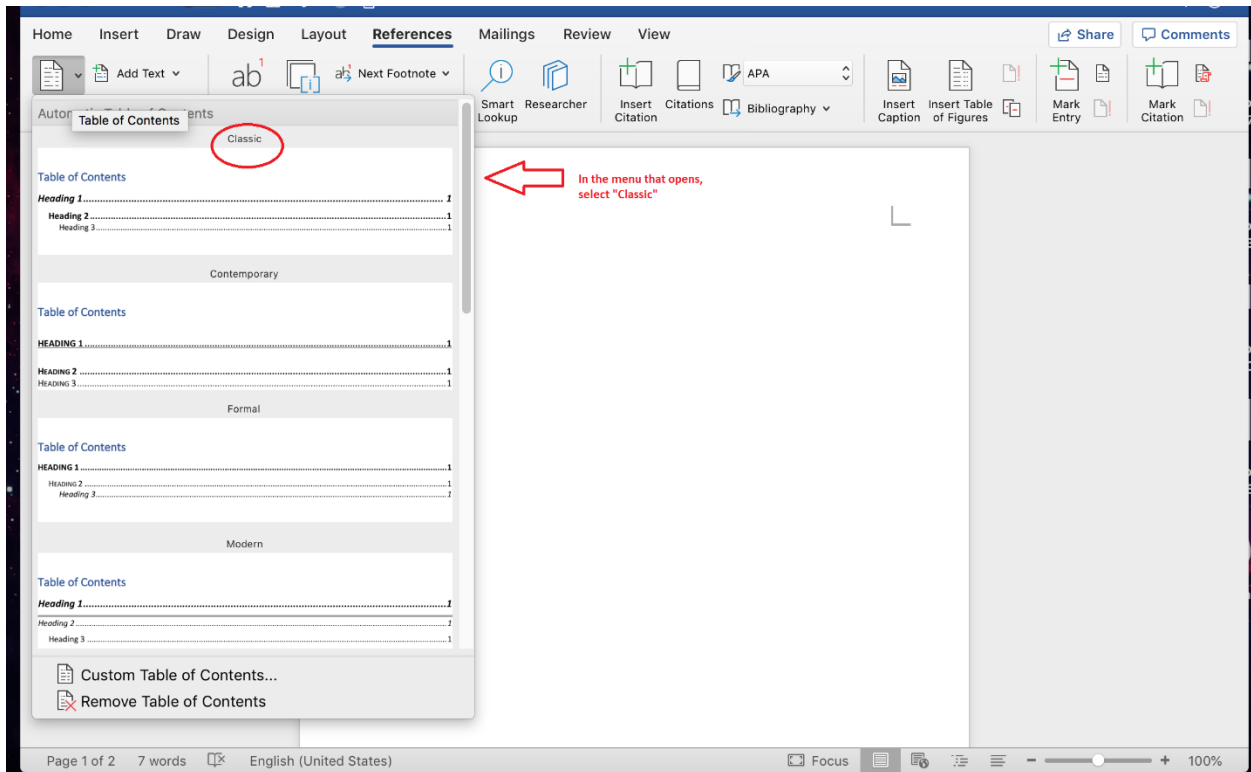 Home Insert Draw Design Layout References Mailings Review View Share Comments
Add Text ab1 Next Footnote APA
Smart Lookup Researcher Insert Citation Citations Bibliography Insert Caption Insert Table of Figures Mark Entry Mark Citation
Table of Contents
Classic
Table of Contents
Heading 1 1
Heading 2 1
Heading 3 1
In the menu that opens,
select "Classic"
Contemporary
Table of Contents
HEADING 1 1
HEADING 2 1
HEADING 3 1
Formal
Table of Contents
HEADING 1 1
HEADING 2 1
Heading 3 1
Modern
Table of Contents
Heading 1 1
Heading 2 1
Heading 3 1
Custom Table of Contents...
Remove Table of Contents
Page 1 of 2 7 words English (United States) Focus 100%